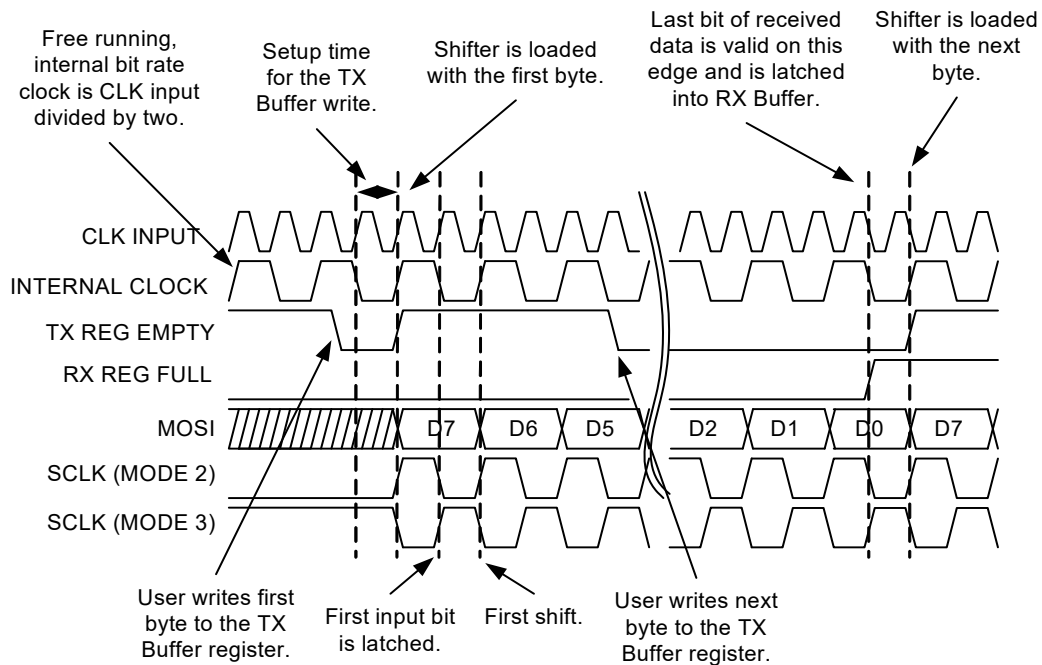 Free running,
internal bit rate
clock is CLK input
divided by two.
Setup time
for the TX
Buffer write.
Shifter is loaded
with the first byte.
Last bit of received
data is valid on this
edge and is latched
into RX Buffer.
Shifter is loaded
with the next
byte.
CLK INPUT
INTERNAL CLOCK
TX REG EMPTY
RX REG FULL
MOSI
D7 D6 D5 D2 D1 D0 D7
SCLK (MODE 2)
SCLK (MODE 3)
User writes first
byte to the TX
Buffer register.
First input bit
is latched.
First shift.
User writes next
byte to the TX
Buffer register.